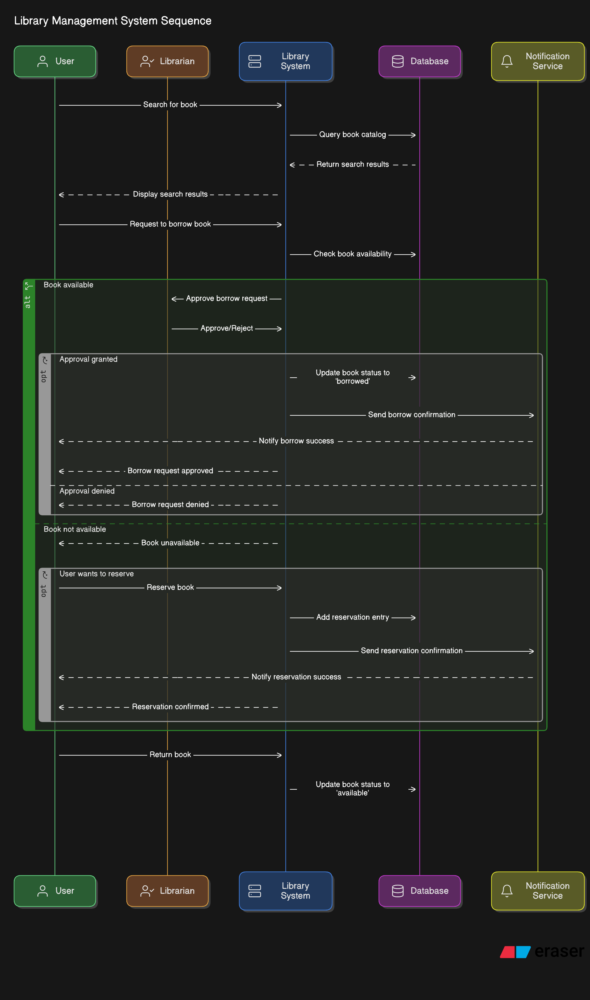 Library Management System Sequence
User
Librarian
Library
System
Database
Notification
Service
Search for book
Query book catalog
Return search results
Display search results
Request to borrow book
Check book availability
alt
Book available
Approve borrow request
Approve/Reject
opt
Approval granted
Update book status to
'borrowed'
Send borrow confirmation
Notify borrow success
Borrow request approved
Approval denied
Borrow request denied
Book not available
Book unavailable
opt
User wants to reserve
Reserve book
Add reservation entry
Send reservation confirmation
Notify reservation success
Reservation confirmed
Return book
Update book status to
'available'
User
Librarian
Library
System
Database
Notification
Service
eraser